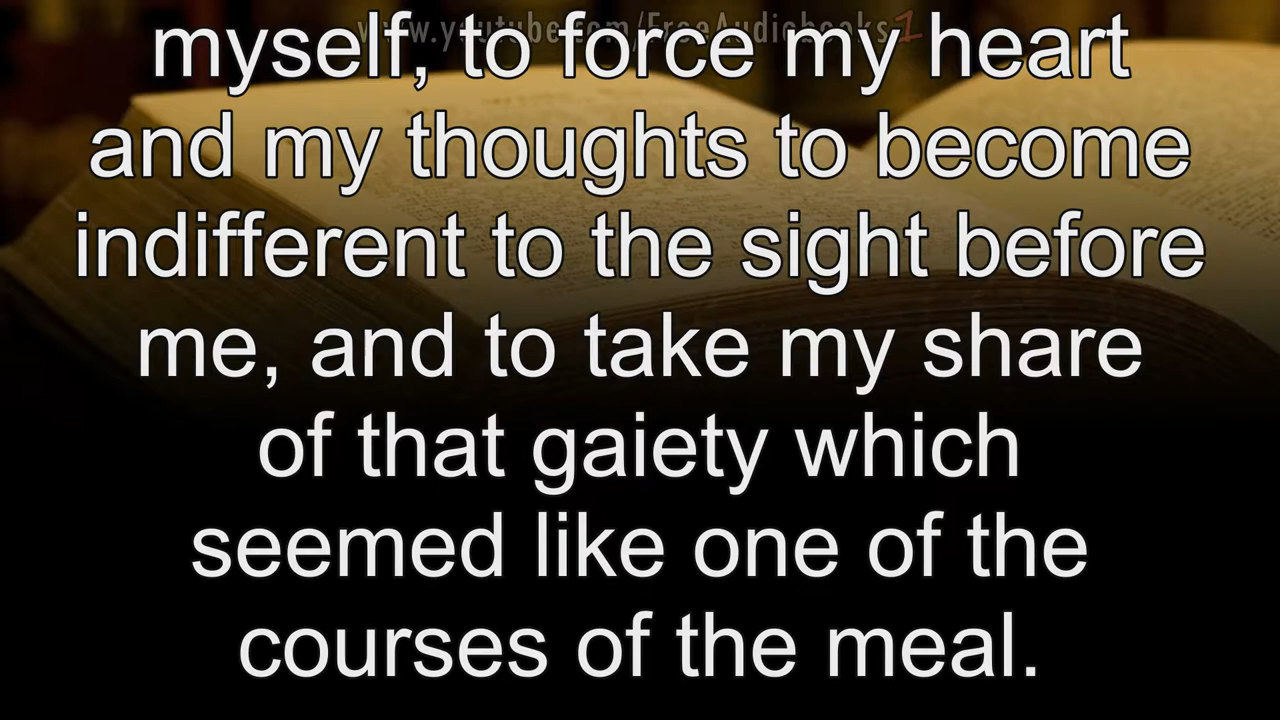 www.youtube.com/FreeAudiobooks1
myself, to force my heart
and my thoughts to become
indifferent to the sight before
me, and to take my share
of that gaiety which
seemed like one of the
courses of the meal.